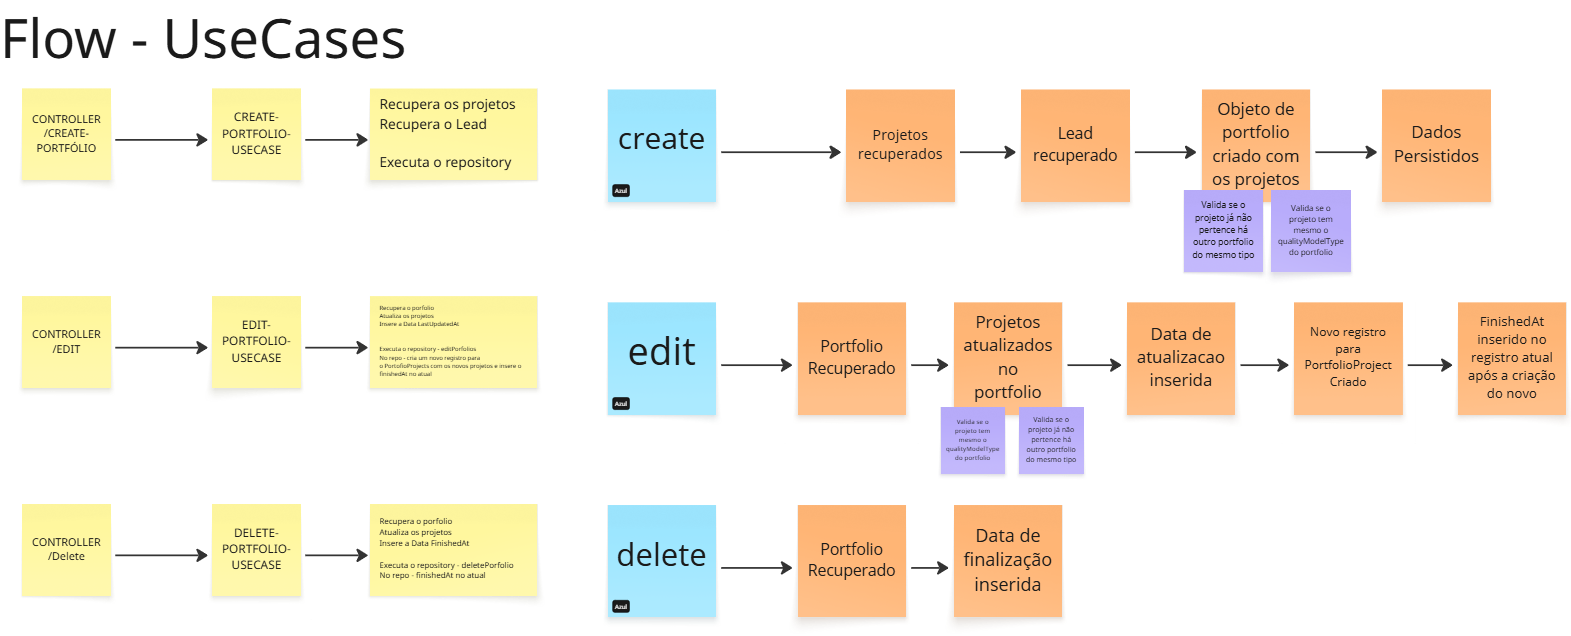 Flow - UseCases
CONTROLLER
/CREATE-
PORTFÓLIO
CREATE-
PORTFOLIO-
USECASE
Recupera os projetos
Recupera o Lead
Executa o repository
create
Azul
Projetos
recuperados
Lead
recuperado
Objeto de
portfolio
criado com
os projetos
Valida se o
projeto já não
pertence há
outro portfolio
do mesmo tipo
Valida se o
projeto tem
mesmo o
qualityModelType
do portfolio
Dados
Persistidos
CONTROLLER
/EDIT
EDIT-
PORTFOLIO-
USECASE
Recupera o porfolio
Atualiza os projetos
Insere a Data LastUpdatedAt
Executa o repository - editPorfolios
No repo - cria um novo registro para
o PortofioProjects com os novos projetos e insere o
finishedAt no atual
edit
Azul
Portfolio
Recuperado
Projetos
atualizados
no
portfolio
Valida se o
projeto tem
mesmo o
qualityModelType
do portfolio
Valida se o
projeto já não
pertence há
outro portfolio
do mesmo tipo
Data de
atualizacao
inserida
Novo registro
para
PortfolioProject
Criado
FinishedAt
inserido no
registro atual
após a criação
do novo
CONTROLLER
/Delete
DELETE-
PORTFOLIO-
USECASE
Recupera o porfolio
Atualiza os projetos
Insere a Data FinishedAt
Executa o repository - deletePorfolio
No repo - finishedAt no atual
delete
Azul
Portfolio
Recuperado
Data de
finalização
inserida